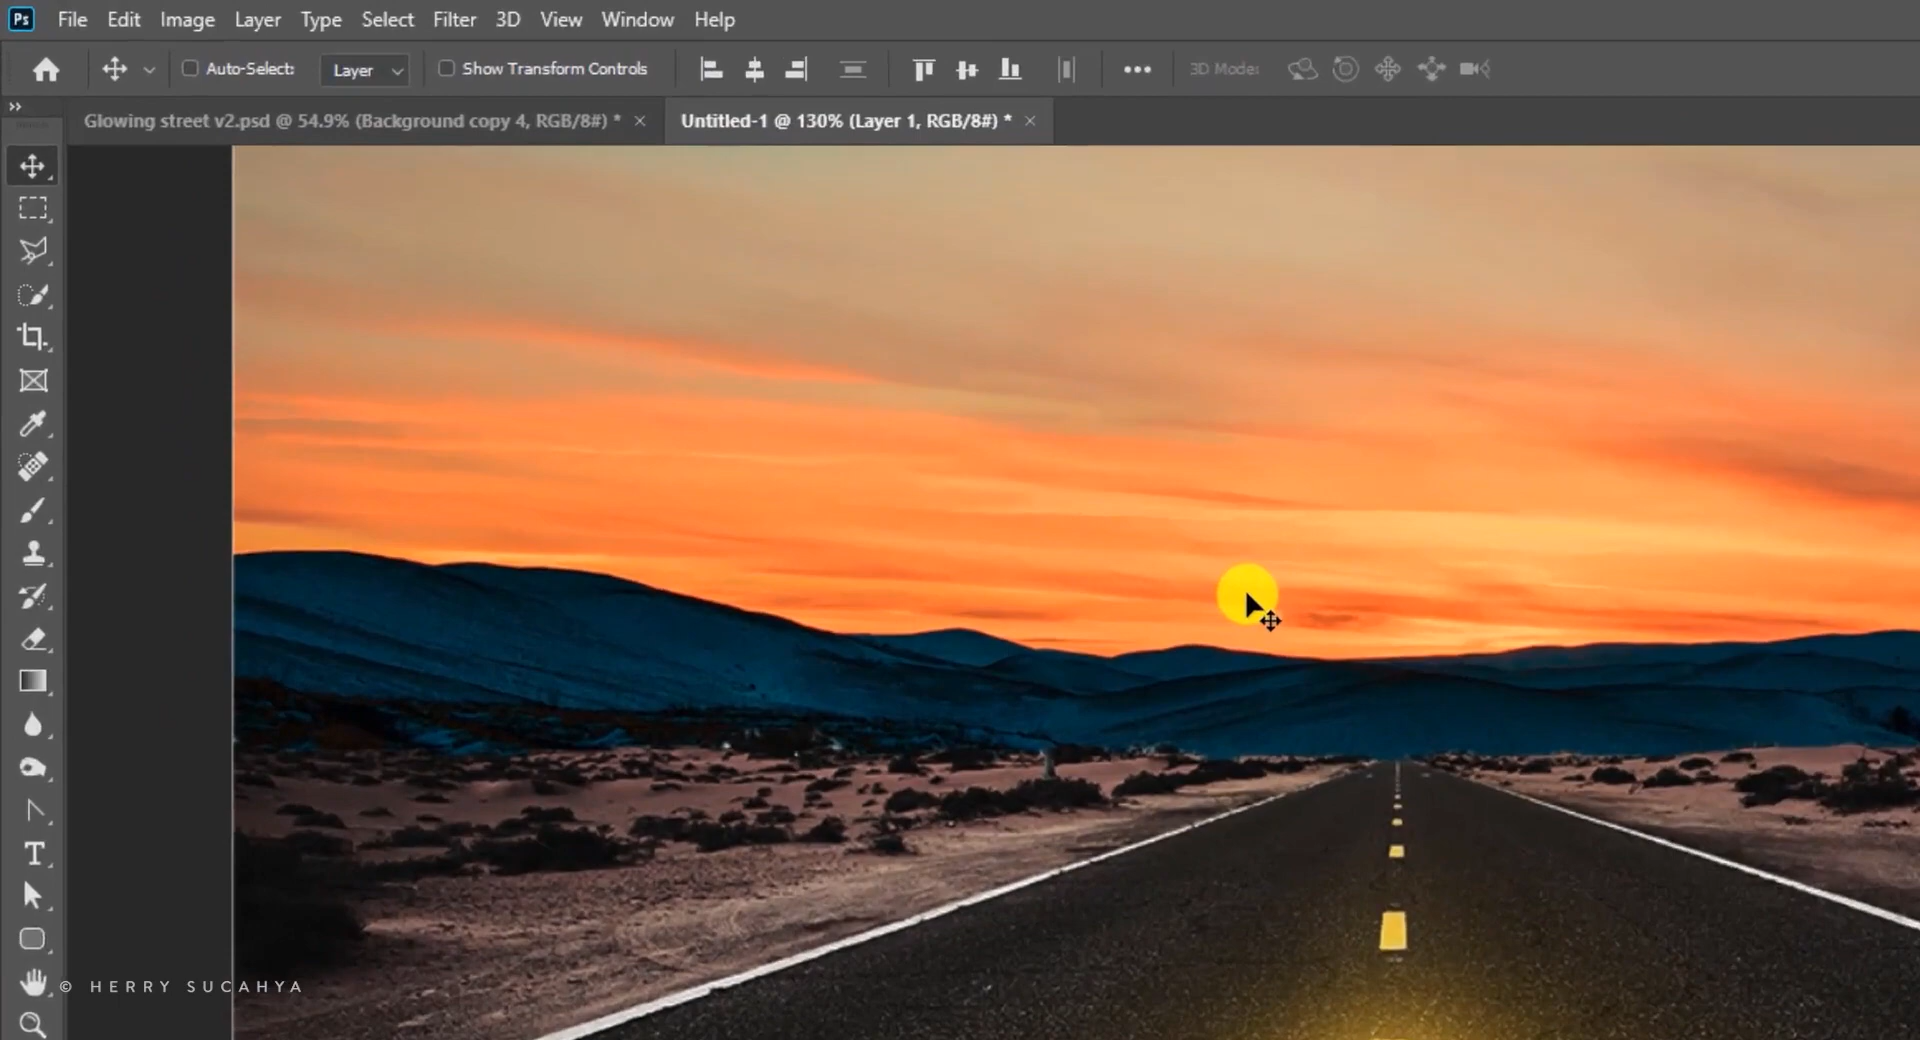 Ps File Edit Image Layer Type Select Filter 3D View Window Help
Auto-Select: Layer Show Transform Controls 3D Mode:
Glowing street v2.psd @ 54.9% (Background copy 4, RGB/8#) * × Untitled-1 @ 130% (Layer 1, RGB/8#) * ×
© HERRY SUCAHYA